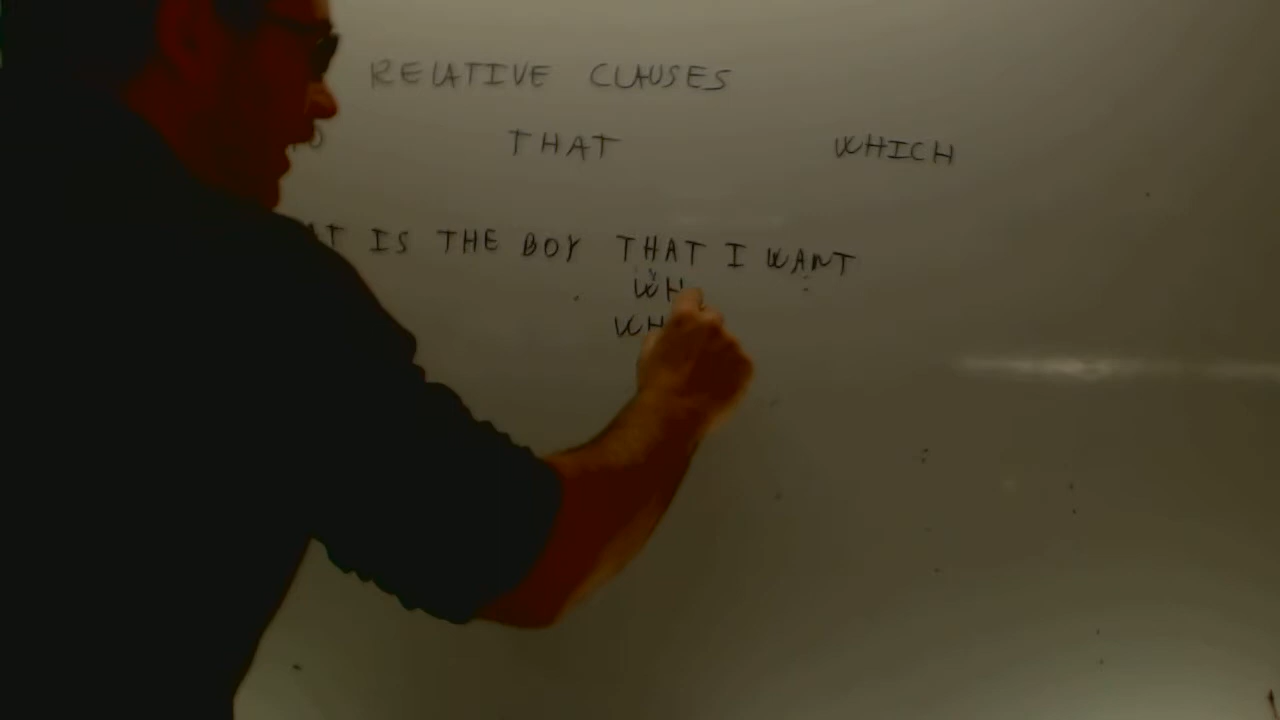 RELATIVE CLAUSES
THAT WHICH
IS THE BOY THAT I WANT